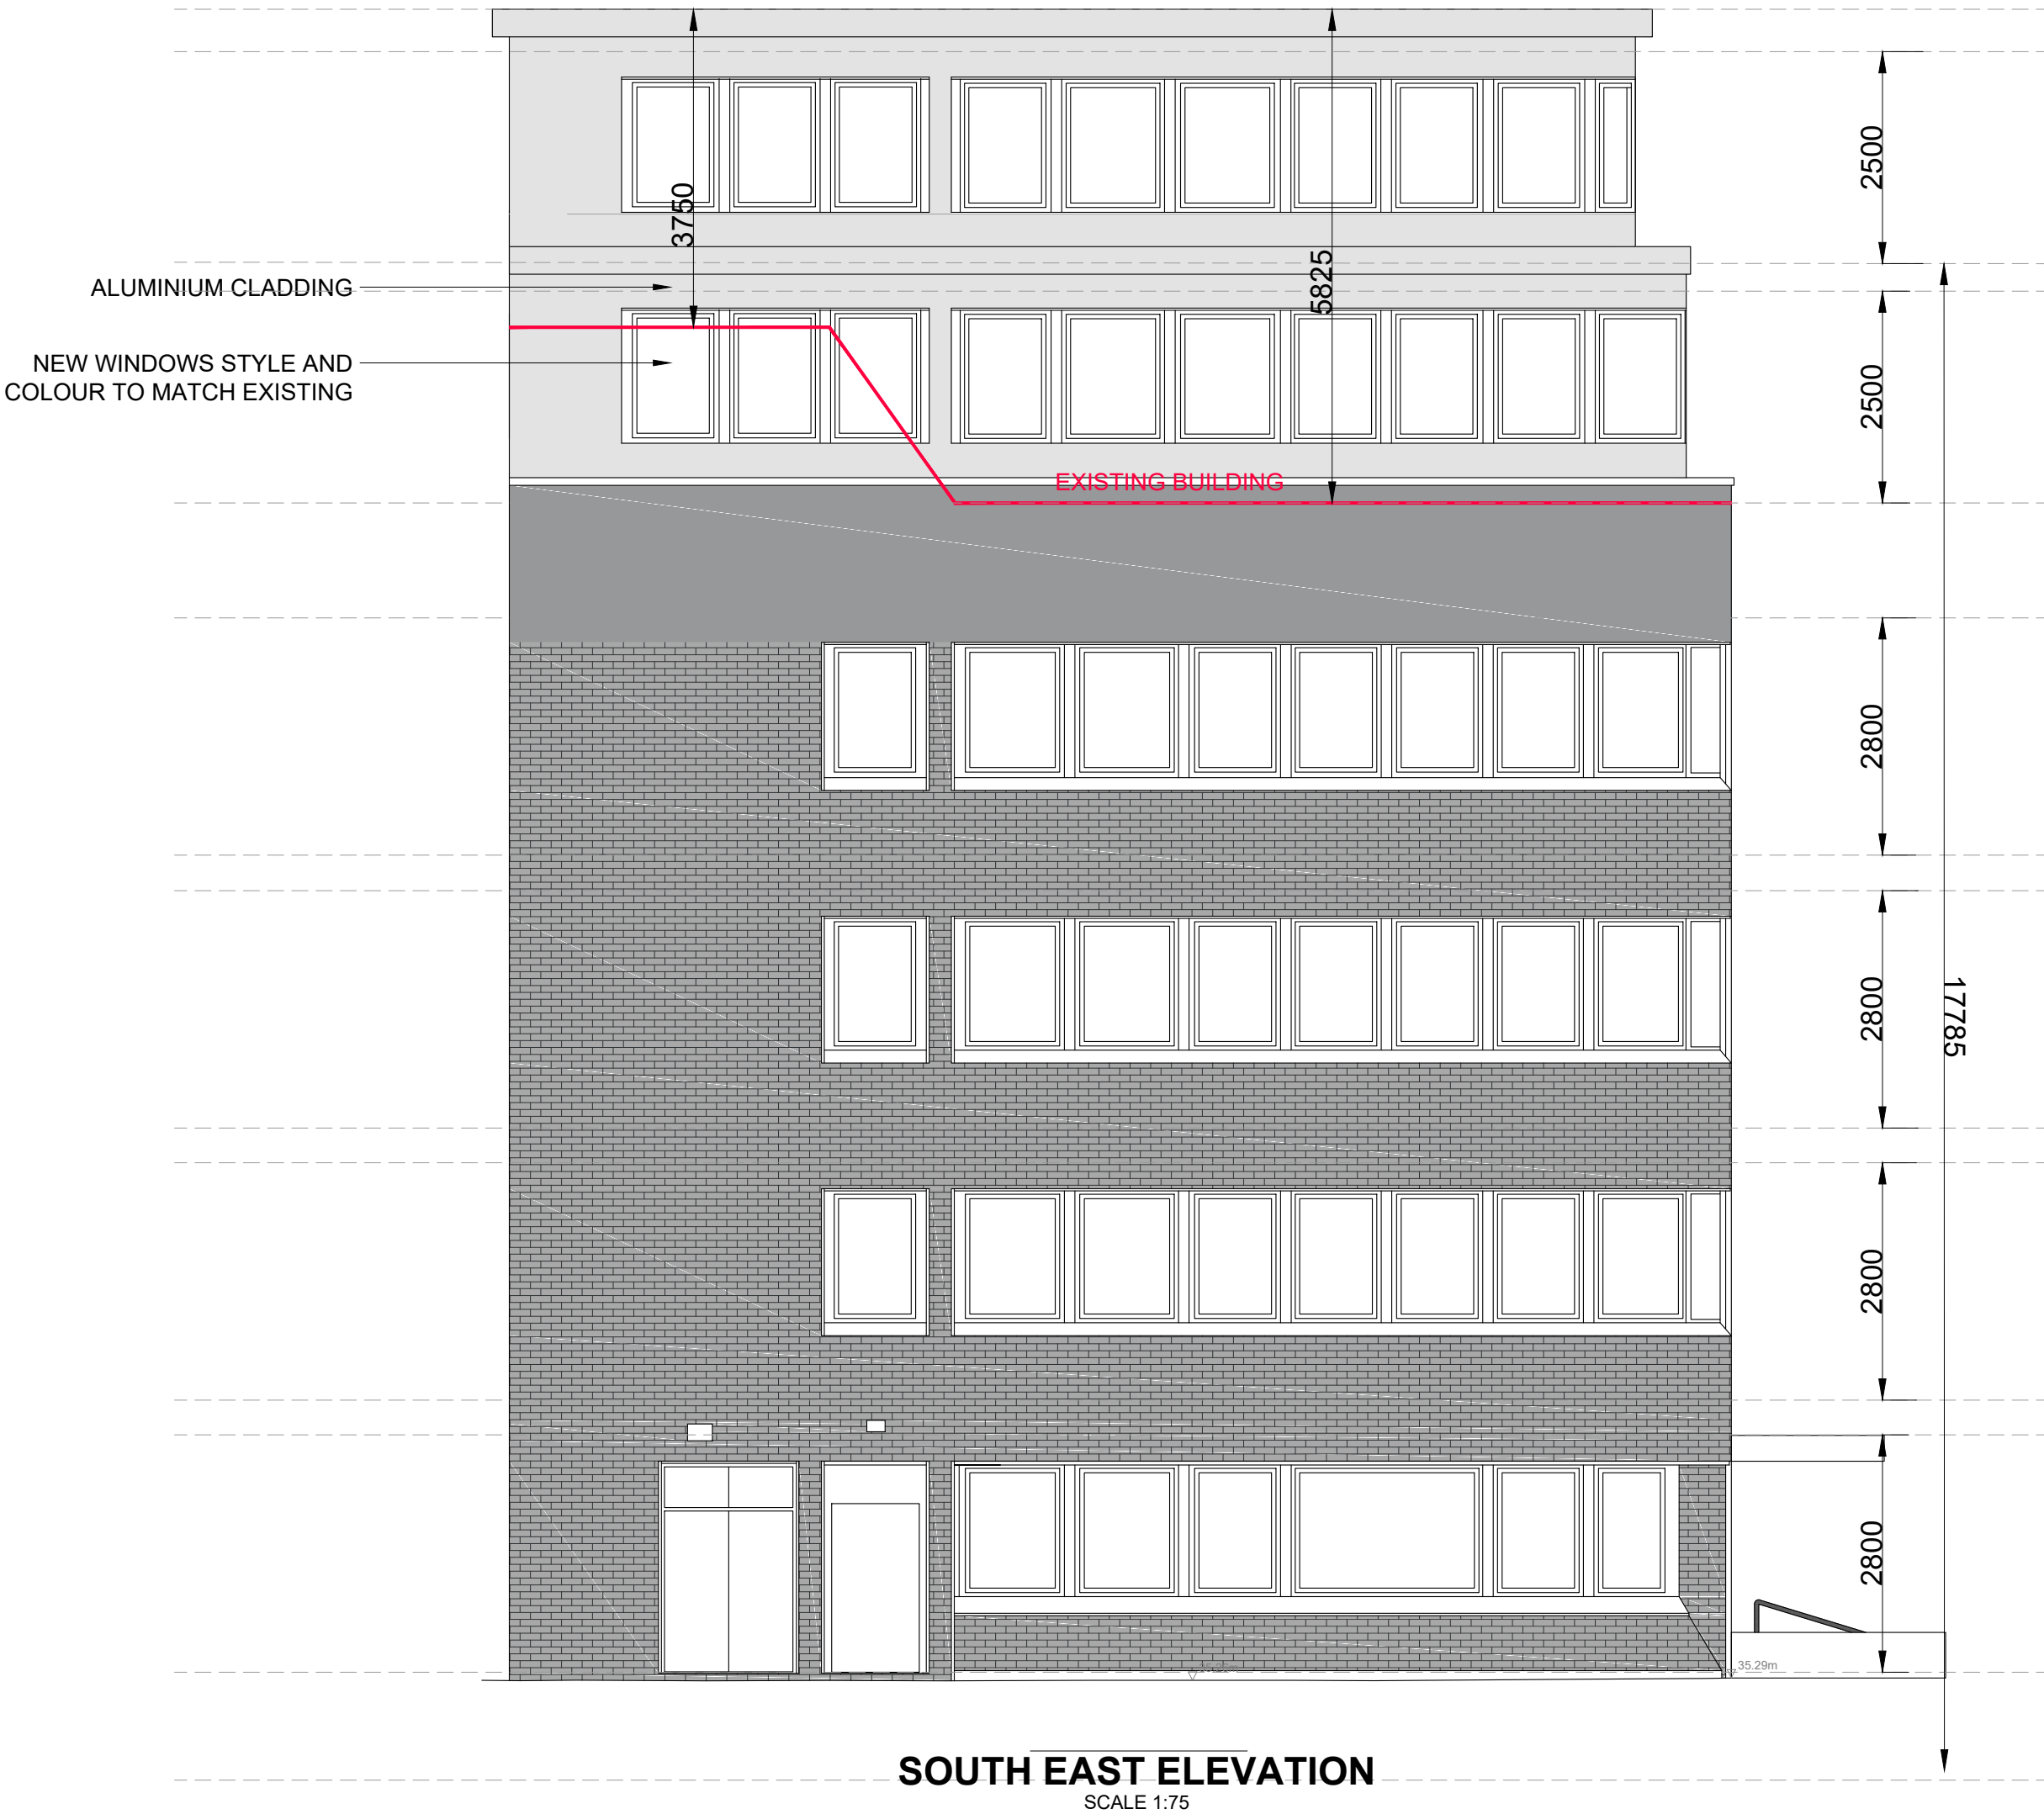 2500
3750
5825
ALUMINIUM CLADDING
NEW WINDOWS STYLE AND
COLOUR TO MATCH EXISTING
2500
EXISTING BUILDING
2800
2800
17785
2800
2800
35.29m
SOUTH EAST ELEVATION
SCALE 1:75